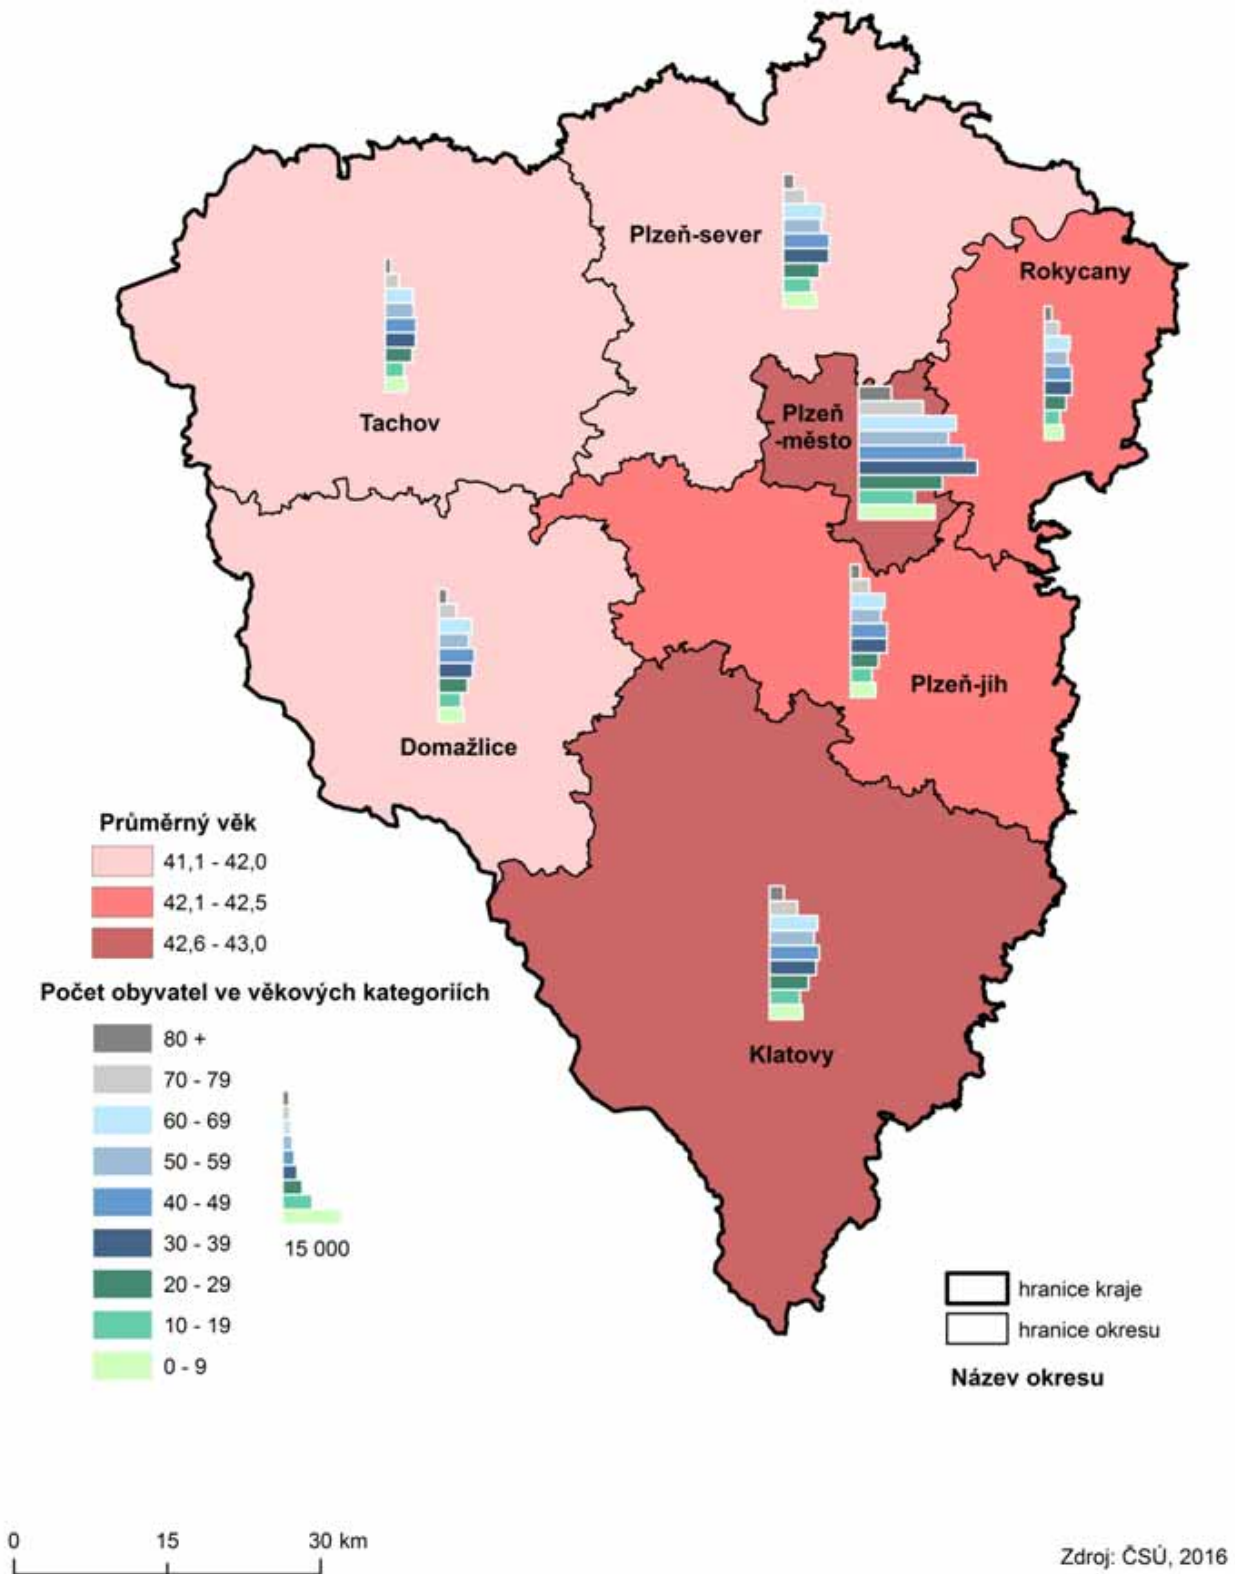 Plzeň-sever
Rokycany
Tachov
Plzeň
-město
Plzeň-jih
Domažlice
Klatovy
Průměrný věk
41,1 - 42,0
42,1 - 42,5
42,6 - 43,0
Počet obyvatel ve věkových kategoriích
80 +
70 - 79
60 - 69
50 - 59
40 - 49
30 - 39
20 - 29
10 - 19
0 - 9
15 000
hranice kraje
hranice okresu
Název okresu
0 15 30 km
Zdroj: ČSÚ, 2016